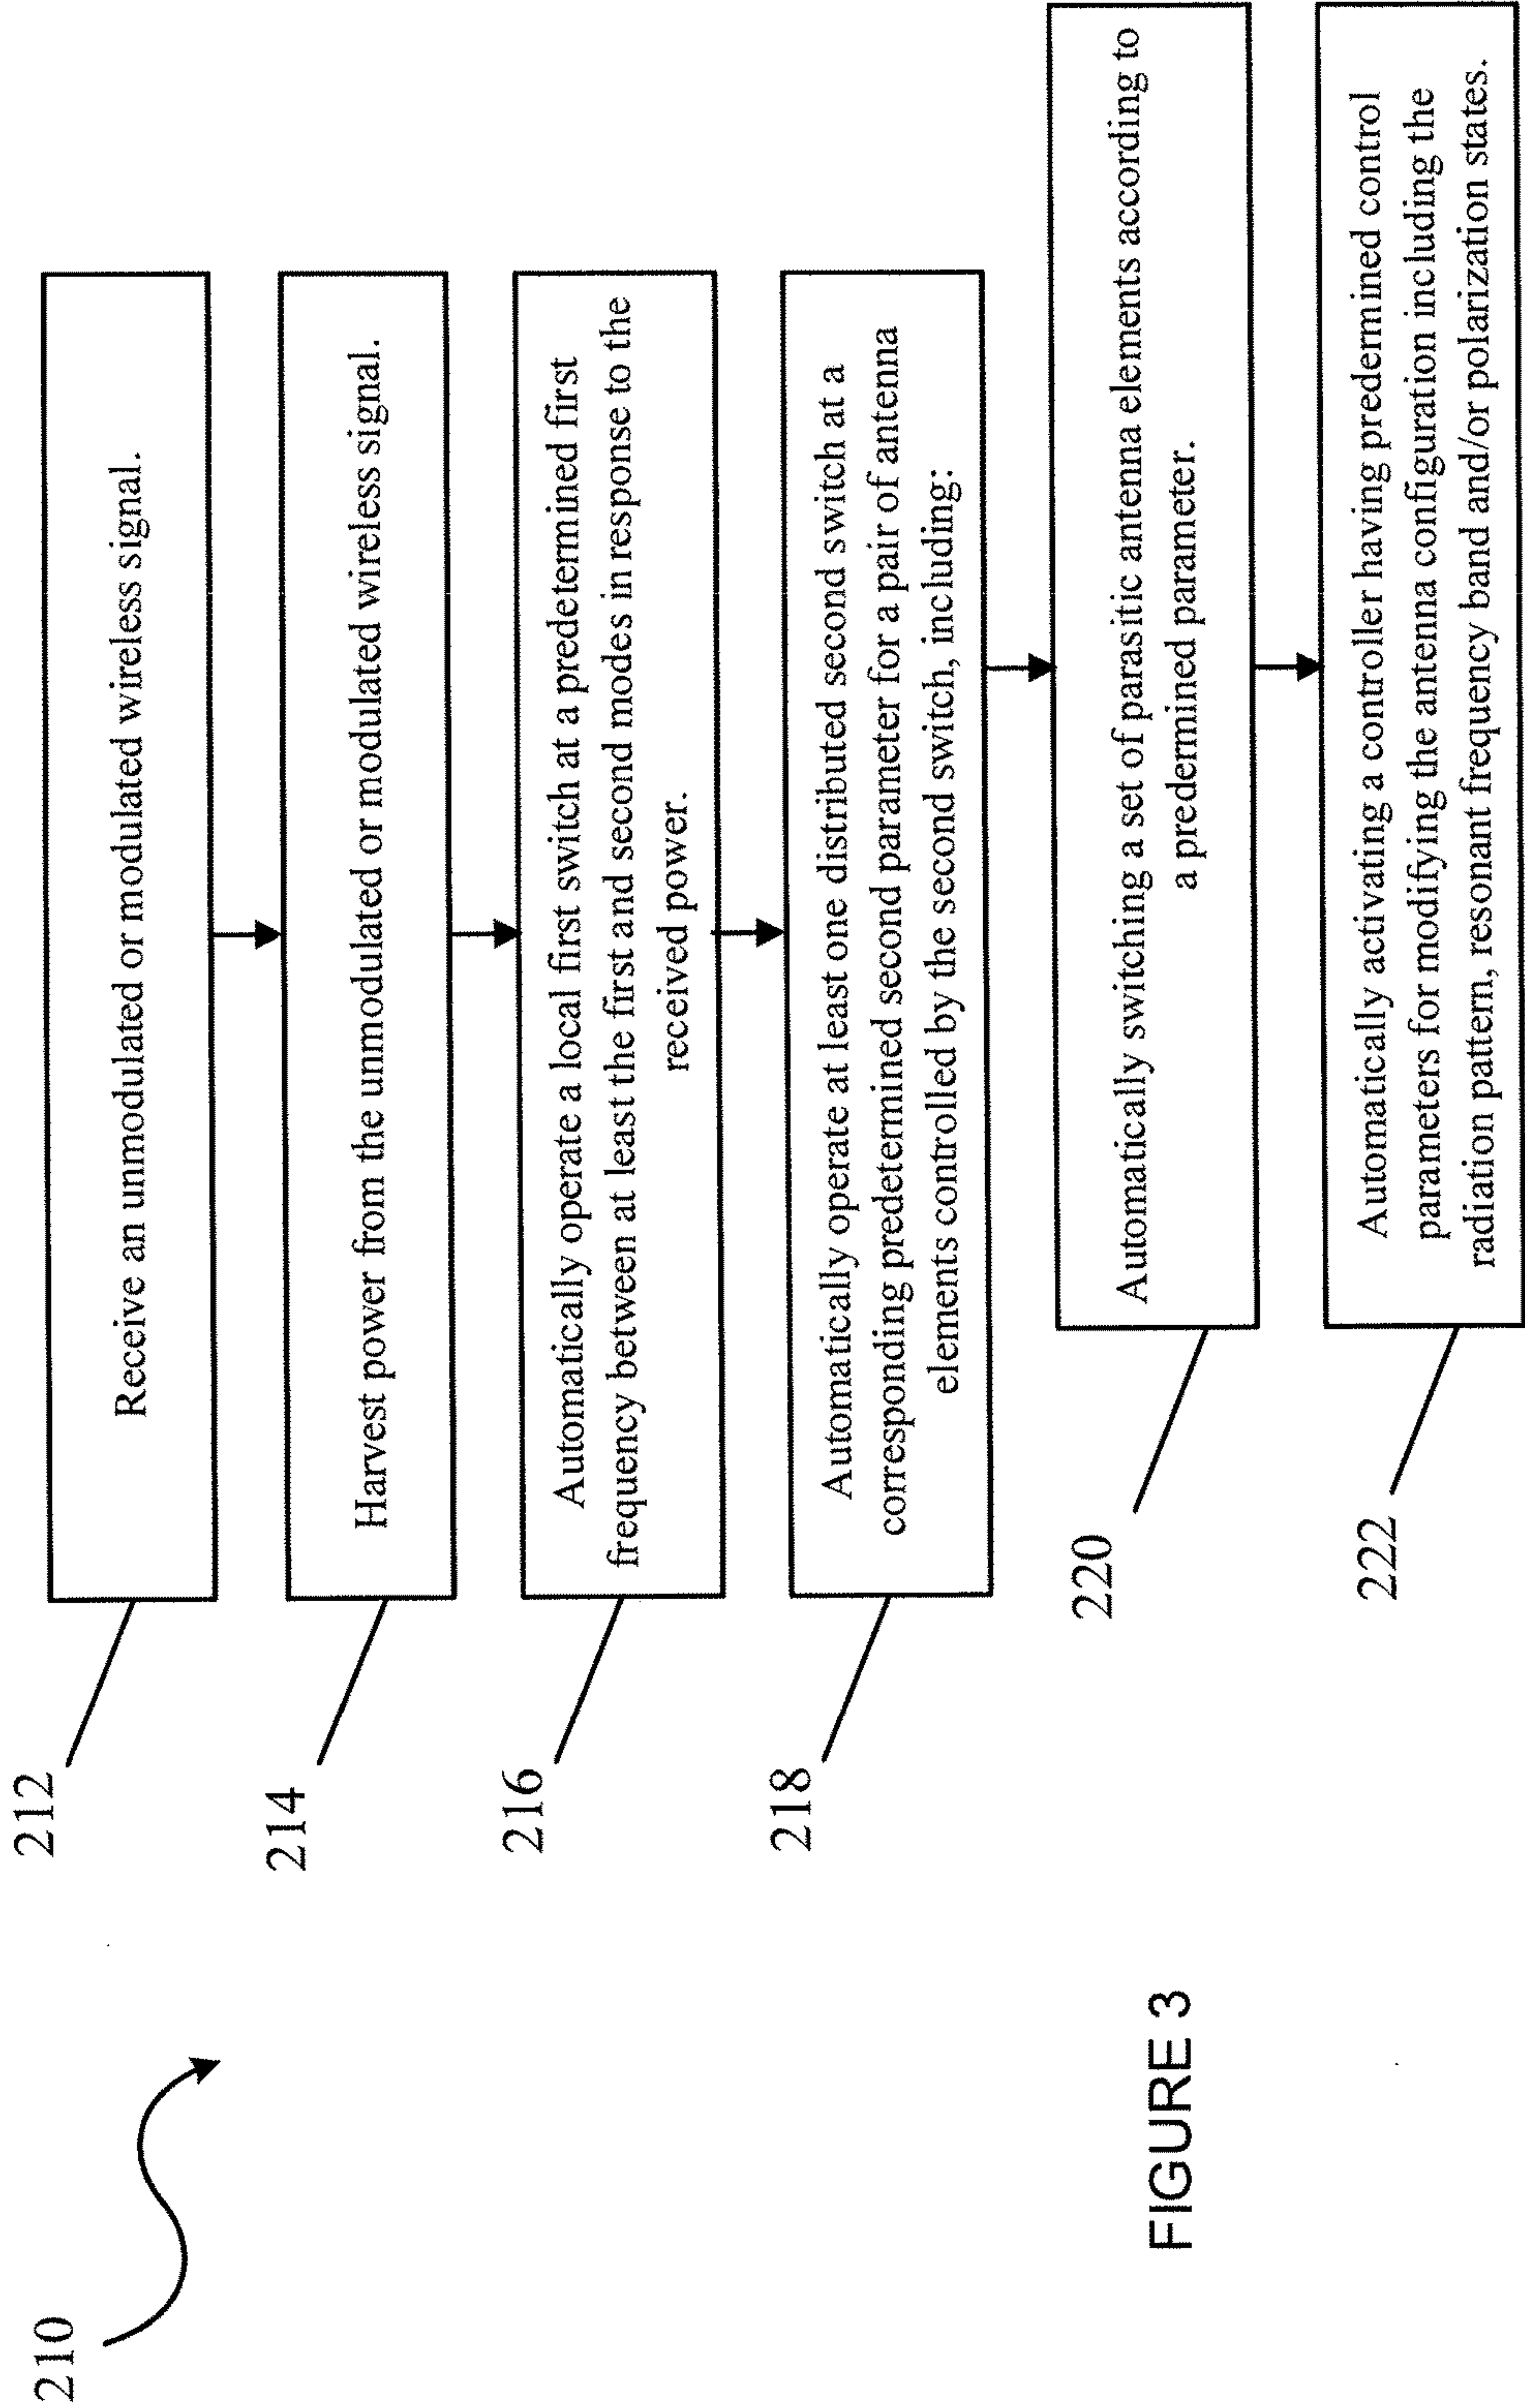 210
212
Receive an unmodulated or modulated wireless signal.
214
Harvest power from the unmodulated or modulated wireless signal.
216
Automatically operate a local first switch at a predetermined first
frequency between at least the first and second modes in response to the
received power.
218
Automatically operate at least one distributed second switch at a
corresponding predetermined second parameter for a pair of antenna
elements controlled by the second switch, including:
220
Automatically switching a set of parasitic antenna elements according to
a predermined parameter.
222
Automatically activating a controller having predermined control
parameters for modifying the antenna configuration including the
radiation pattern, resonant frequency band and/or polarization states.
FIGURE 3